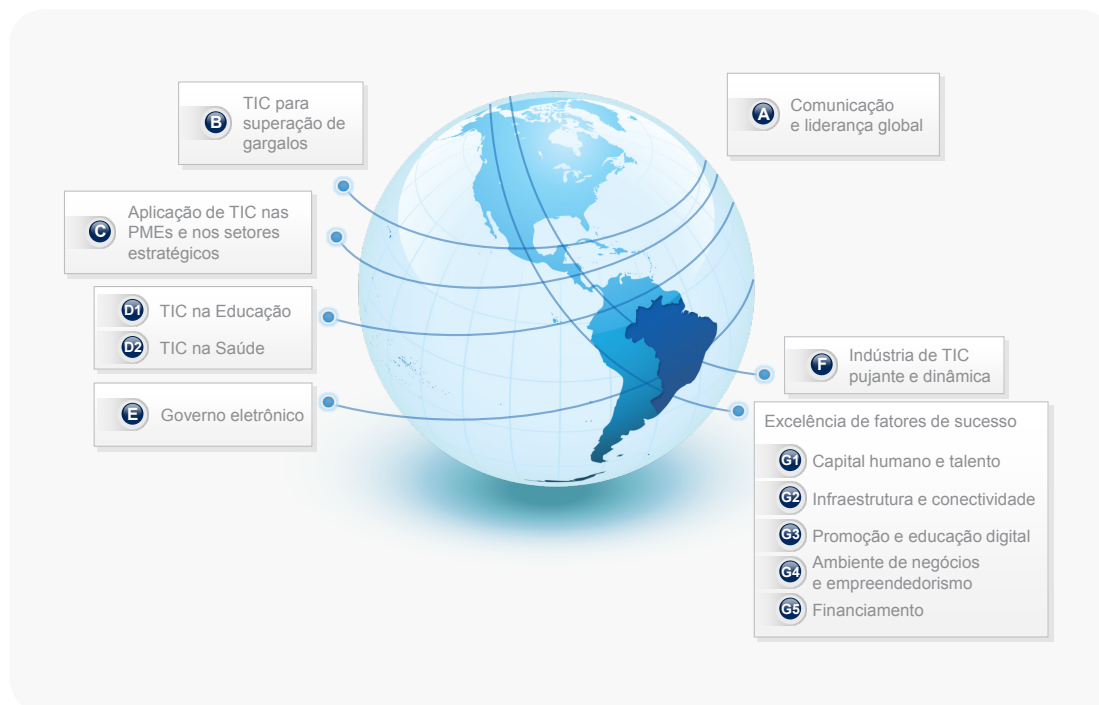 B
TIC para
superação de
gargalos
A
Comunicação
e liderança global
C
Aplicação de TIC nas
PMEs e nos setores
estratégicos
D1 TIC na Educação
D2 TIC na Saúde
E Governo eletrônico
F
Indústria de TIC
pujante e dinâmica
Excelência de fatores de sucesso
G1 Capital humano e talento
G2 Infraestrutura e conectividade
G3 Promoção e educação digital
G4
Ambiente de negócios
e empreendedorismo
G5 Financiamento